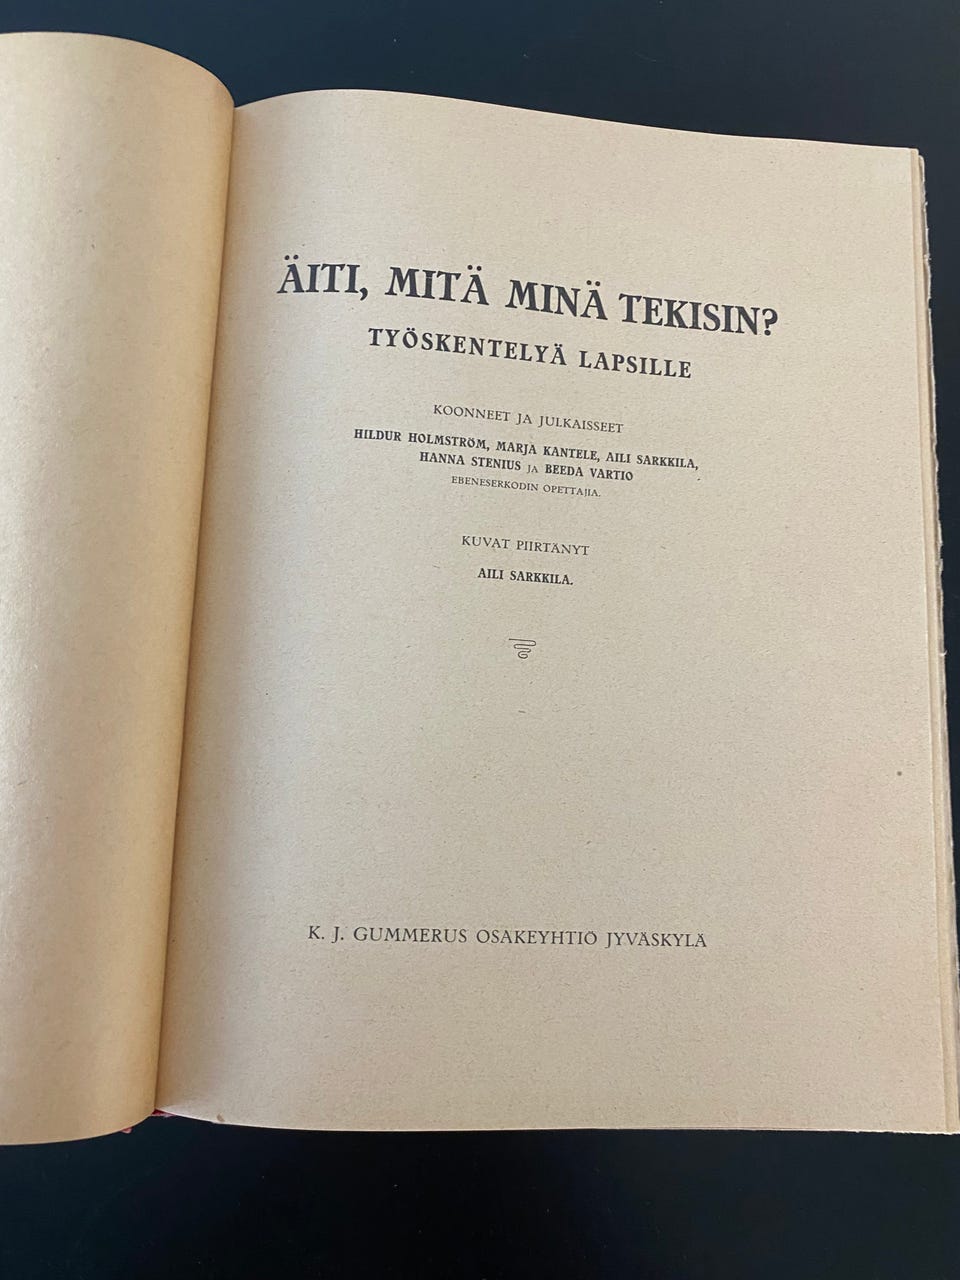 ÄITI, MITÄ MINÄ TEKISIN?
TYÖSKENTELYÄ LAPSILLE
KOONNEET JA JULKAISSEET
HILDUR HOLMSTRÖM, MARJA KANTELE, AILI SARKKILA,
HANNA STENIUS JA BEEDA VARTIO
EBENESERKODIN OPETTAJIA.
KUVAT PIIRTÄNYT
AILI SARKKILA.
K. J. GUMMERUS OSAKEYHTIÖ JYVÄSKYLÄ